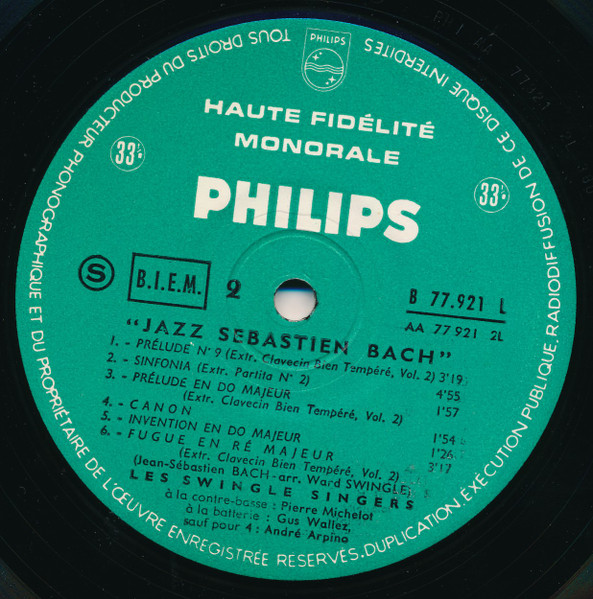 TOUS DROITS DU PRODUCTEUR PHONOGRAPHIQUE ET DU PROPRIÉTAIRE DE L'ŒUVRE ENREGISTRÉE RÉSERVÉS. DUPLICATION, EXÉCUTION PUBLIQUE, RADIODIFFUSION DE CE DISQUE INTERDITES
PHILIPS
HAUTE FIDÉLITÉ
MONORALE
33⅓ 33⅓
PHILIPS
S B.I.E.M. 2 B 77.921 L
AA 77 921 2L
"JAZZ SEBASTIEN BACH"
1. - PRÉLUDE N° 9 (Extr. Clavecin Bien Tempéré, Vol. 2) 3'19
2. - SINFONIA (Extr. Partita N° 2) 4'55
3. - PRÉLUDE EN DO MAJEUR
(Extr. Clavecin Bien Tempéré, Vol. 2) 1'57
4. - CANON 1'54
5. - INVENTION EN DO MAJEUR 1'26
6. - FUGUE EN RÉ MAJEUR
(Extr. Clavecin Bien Tempéré, Vol. 2) 3'17
(Jean-Sébastien BACH - arr. Ward SWINGLE)
LES SWINGLE SINGERS
à la contre-basse : Pierre Michelot
à la batterie : Gus Wallez,
sauf pour 4 : André Arpino